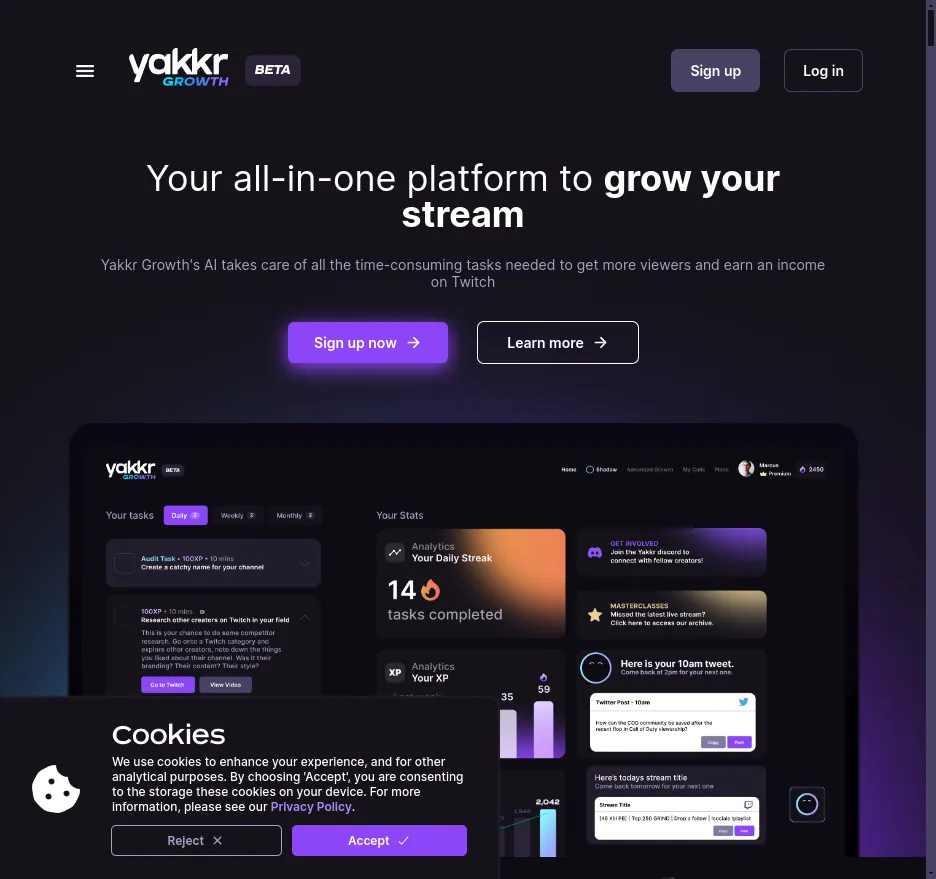 yakkr
GROWTH
BETA
Sign up
Log in
Your all-in-one platform to grow your
stream
Yakkr Growth's AI takes care of all the time-consuming tasks needed to get more viewers and earn an income
on Twitch
Sign up now
Learn more
yakkr
GROWTH
BETA
Home
Shadow
Advanced Growth
My Calls
Plans
Marcus
Premium
2450
Your tasks
Daily 2
Weekly 2
Monthly 2
Audit Task • 100XP • 10 mins
Create a catchy name for your channel
100XP • 10 mins
Research other creators on Twitch in your field
This is your chance to do some competitor
research. Go onto a Twitch category and
explore other creators, note down the things
you liked about their channel. Was it their
branding? Their content? Their style?
Go to Twitch
View Video
Your Stats
Analytics
Your Daily Streak
14
tasks completed
XP
Analytics
Your XP
Last week
35
59
2,042
GET INVOLVED
Join the Yakkr discord to
connect with fellow creators!
MASTERCLASSES
Missed the latest live stream?
Click here to access our archive.
Here is your 10am tweet.
Come back at 2pm for your next one.
Twitter Post - 10am
How can the COD community be saved after the
recent flop in Call of Duty viewership?
Copy
Post
Here's todays stream title
Come back tomorrow for your next one
Stream Title
[46 Kill PB] | Top 250 GRIND | Drop a follow | !socials !playlist
Copy
Post
Cookies
We use cookies to enhance your experience, and for other
analytical purposes. By choosing 'Accept', you are consenting
to the storage these cookies on your device. For more
information, please see our Privacy Policy.
Reject
Accept